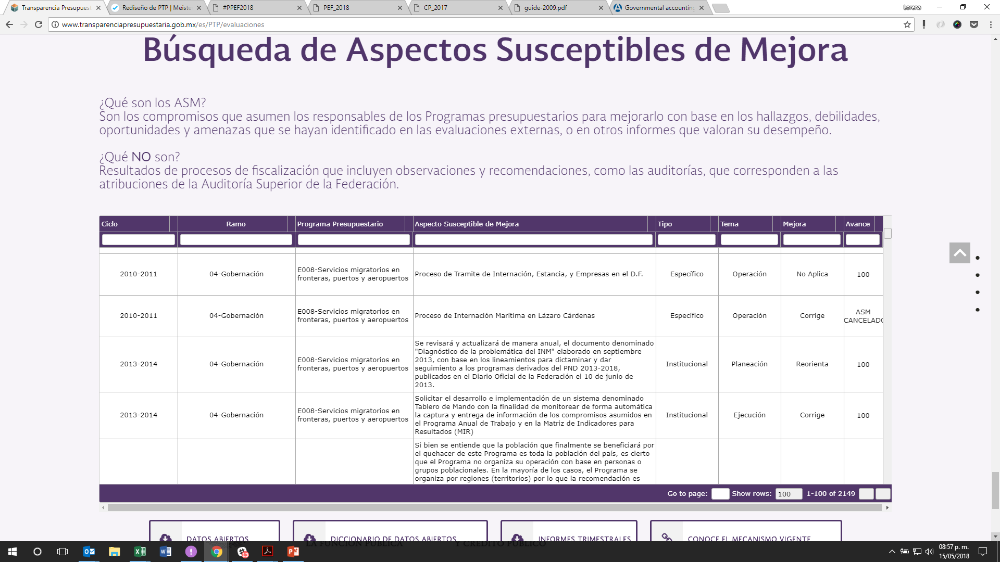 Transparencia Presupuest
Rediseño de PTP | Meiste
#PPEF2018
PEF_2018
CP_2017
guide-2009.pdf
Governmental accounting
Lorena
www.transparenciapresupuestaria.gob.mx/es/PTP/evaluaciones
Búsqueda de Aspectos Susceptibles de Mejora
¿Qué son los ASM?
Son los compromisos que asumen los responsables de los Programas presupuestarios para mejorarlo con base en los hallazgos, debilidades,
oportunidades y amenazas que se hayan identificado en las evaluaciones externas, o en otros informes que valoran su desempeño.
¿Qué NO son?
Resultados de procesos de fiscalización que incluyen observaciones y recomendaciones, como las auditorías, que corresponden a las
atribuciones de la Auditoría Superior de la Federación.
Ciclo Ramo Programa Presupuestario Aspecto Susceptible de Mejora Tipo Tema Mejora Avance
2010-2011
04-Gobernación
E008-Servicios migratorios en
fronteras, puertos y aeropuertos
Proceso de Tramite de Internación, Estancia, y Empresas en el D.F.
Específico
Operación
No Aplica
100
2010-2011
04-Gobernación
E008-Servicios migratorios en
fronteras, puertos y aeropuertos
Proceso de Internación Marítima en Lázaro Cárdenas
Específico
Operación
Corrige
ASM
CANCELADO
2013-2014
04-Gobernación
E008-Servicios migratorios en
fronteras, puertos y aeropuertos
Se revisará y actualizará de manera anual, el documento denominado
"Diagnóstico de la problemática del INM" elaborado en septiembre
2013, con base en los lineamientos para dictaminar y dar
seguimiento a los programas derivados del PND 2013-2018,
publicados en el Diario Oficial de la Federación el 10 de junio de
2013.
Institucional
Planeación
Reorienta
100
2013-2014
04-Gobernación
E008-Servicios migratorios en
fronteras, puertos y aeropuertos
Solicitar el desarrollo e implementación de un sistema denominado
Tablero de Mando con la finalidad de monitorear de forma automática
la captura y entrega de información de los compromisos asumidos en
el Programa Anual de Trabajo y en la Matriz de Indicadores para
Resultados (MIR)
Institucional
Ejecución
Corrige
100
Si bien se entiende que la población que finalmente se beneficiará por
el quehacer de este Programa es toda la población del país, es cierto
que el Programa no organiza su operación con base en personas o
grupos poblacionales. En la mayoría de los casos, el Programa se
organiza por regiones (territorios) por lo que la recomendación es
Go to page: Show rows: 100 1-100 of 2149
DATOS ABIERTOS
DICCIONARIO DE DATOS ABIERTOS
INFORMES TRIMESTRALES
CONOCE EL MECANISMO VIGENTE
LA FUNCIÓN PÚBLICA
Y CRÉDITO PÚBLICO
13
08:57 p. m.
15/05/2018